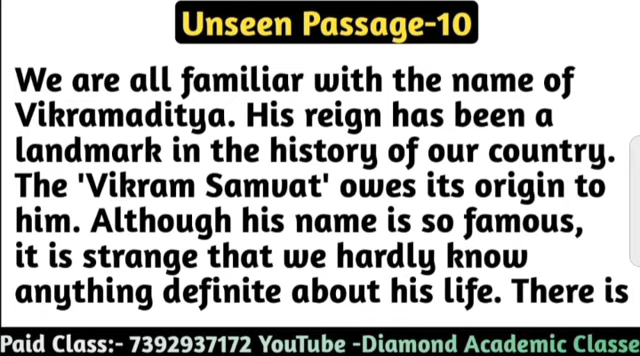 Unseen Passage-10
We are all familiar with the name of
Vikramaditya. His reign has been a
landmark in the history of our country.
The 'Vikram Samvat' owes its origin to
him. Although his name is so famous,
it is strange that we hardly know
anything definite about his life. There is
Paid Class:- 7392937172 YouTube -Diamond Academic Classe